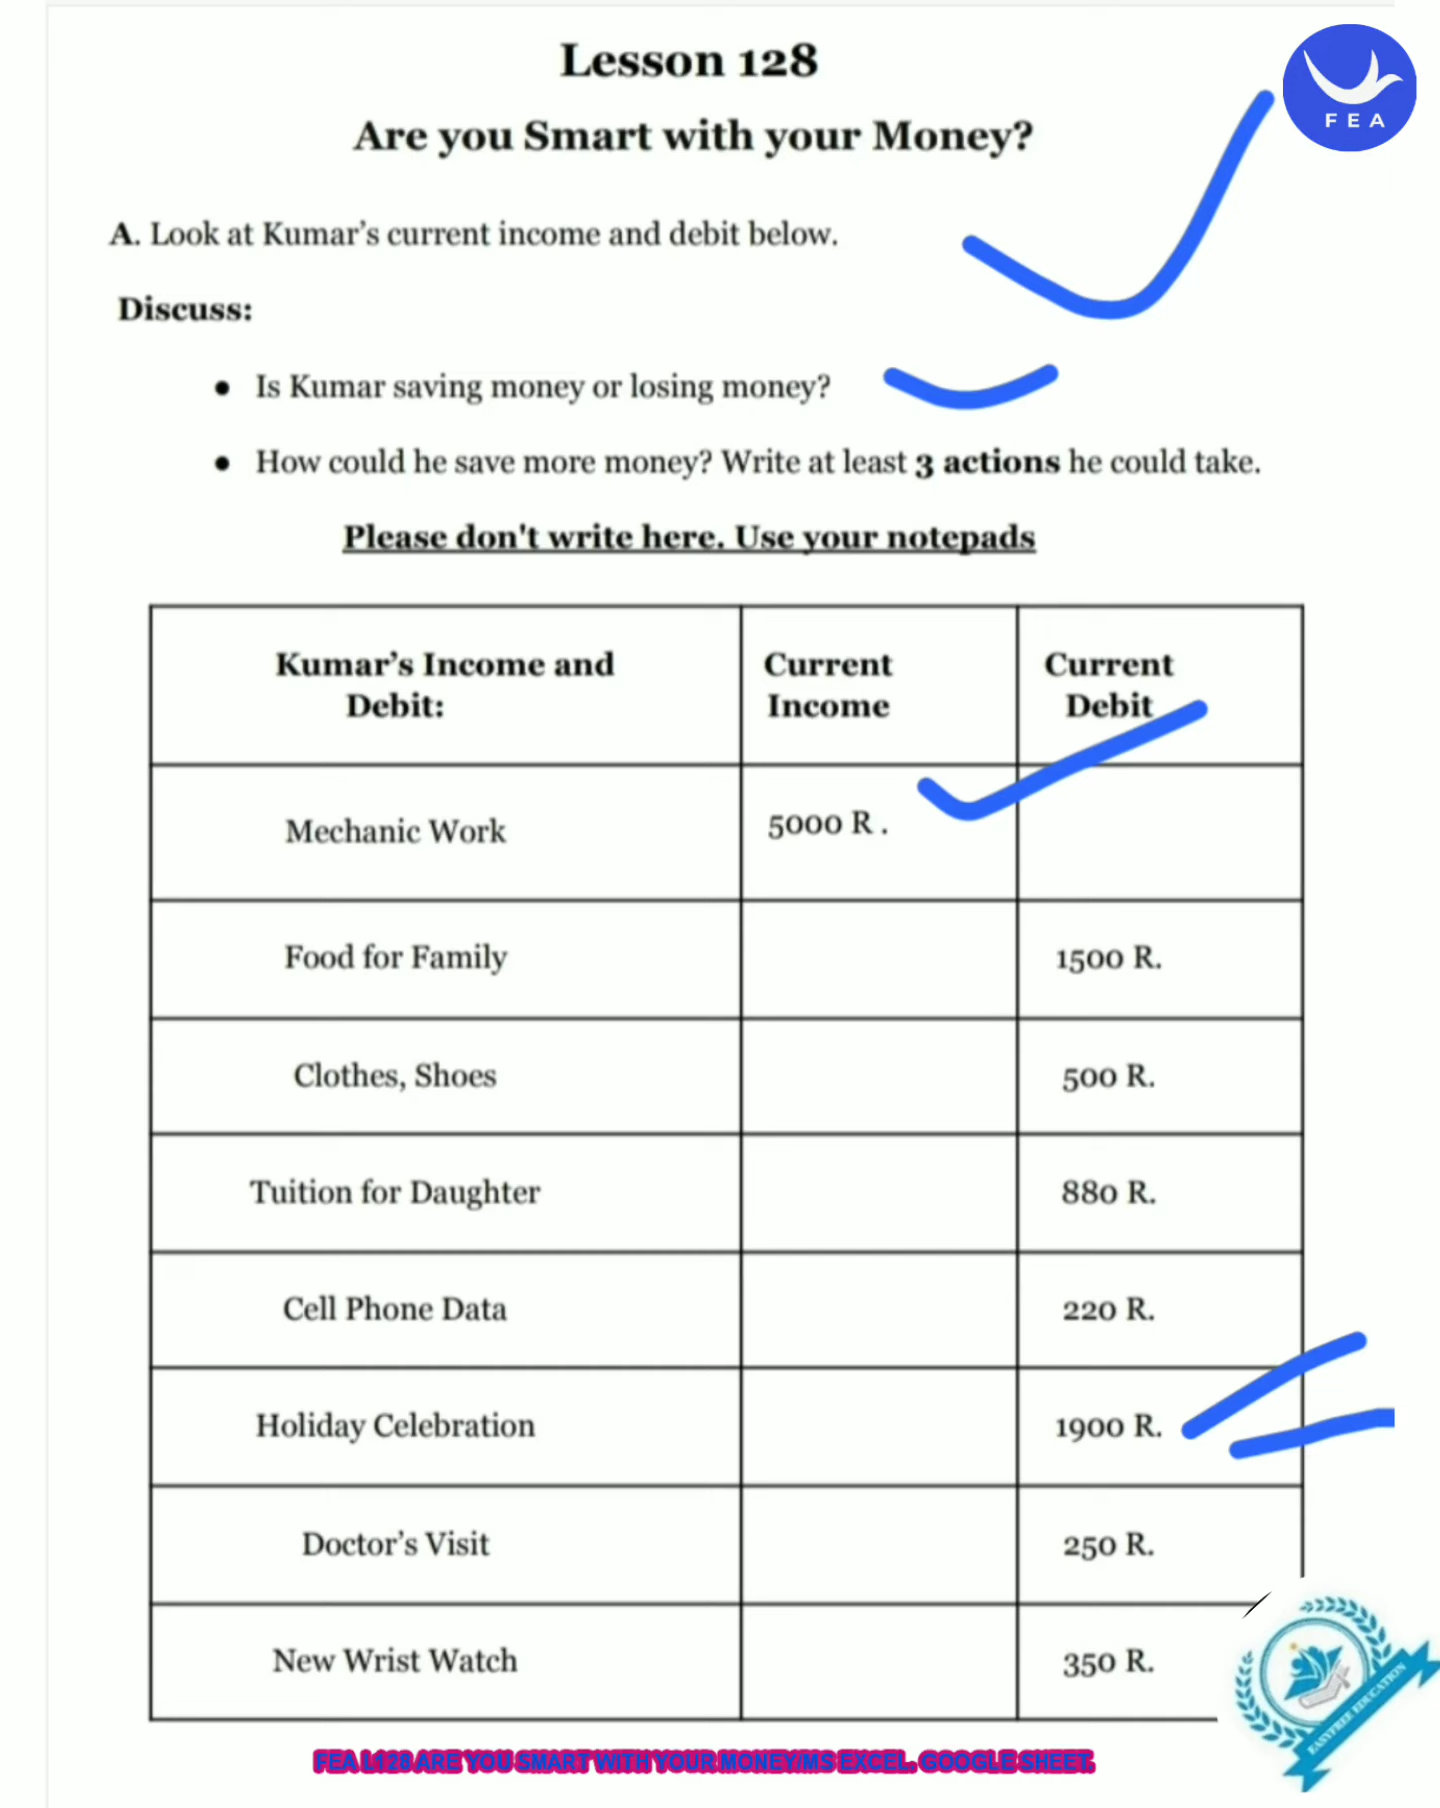 Lesson 128
FEA
Are you Smart with your Money?
A. Look at Kumar's current income and debit below.
Discuss:
● Is Kumar saving money or losing money?
● How could he save more money? Write at least 3 actions he could take.
Please don't write here. Use your notepads
Kumar's Income and Debit: Current Income Current Debit
Mechanic Work 5000 R .
Food for Family 1500 R.
Clothes, Shoes 500 R.
Tuition for Daughter 880 R.
Cell Phone Data 220 R.
Holiday Celebration 1900 R.
Doctor's Visit 250 R.
New Wrist Watch 350 R.
EASYFREE EDUCATION
FEA L128 ARE YOU SMART WITH YOUR MONEY/MS EXCEL, GOOGLE SHEET.